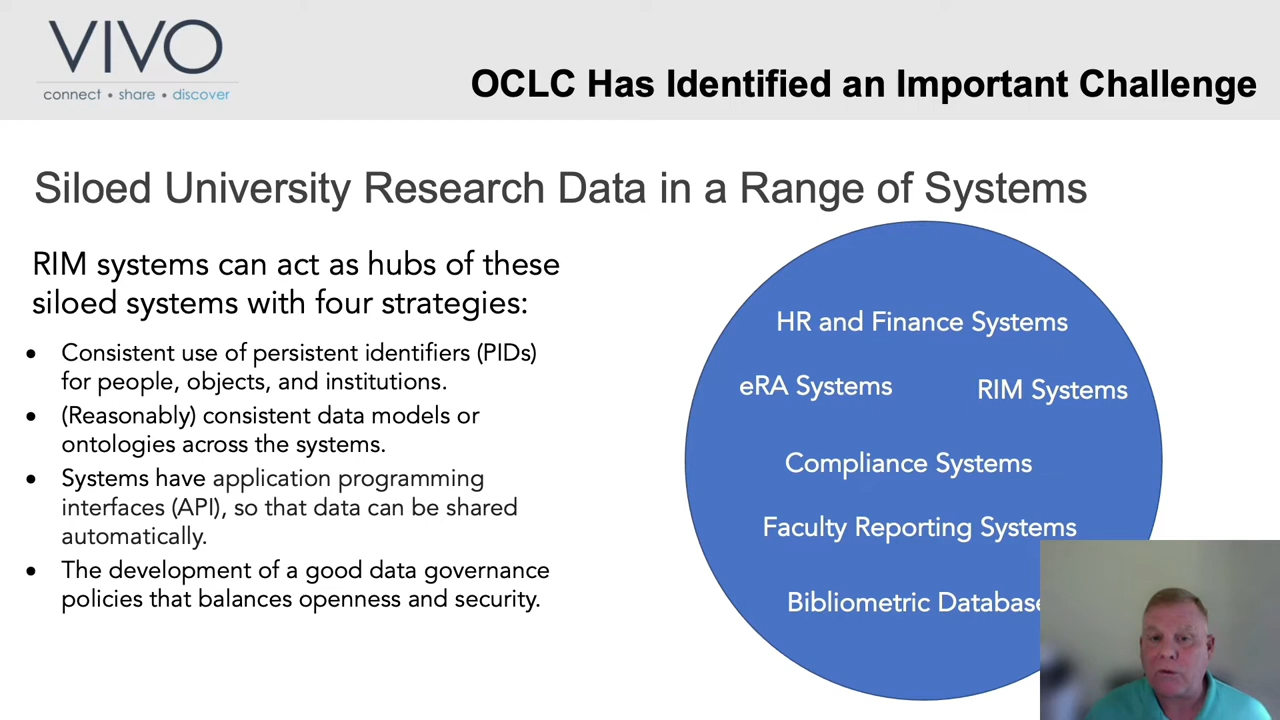 VIVO
connect • share • discover
OCLC Has Identified an Important Challenge
Siloed University Research Data in a Range of Systems
RIM systems can act as hubs of these
siloed systems with four strategies:
• Consistent use of persistent identifiers (PIDs)
for people, objects, and institutions.
• (Reasonably) consistent data models or
ontologies across the systems.
• Systems have application programming
interfaces (API), so that data can be shared
automatically.
• The development of a good data governance
policies that balances openness and security.
HR and Finance Systems
eRA Systems
RIM Systems
Compliance Systems
Faculty Reporting Systems
Bibliometric Database